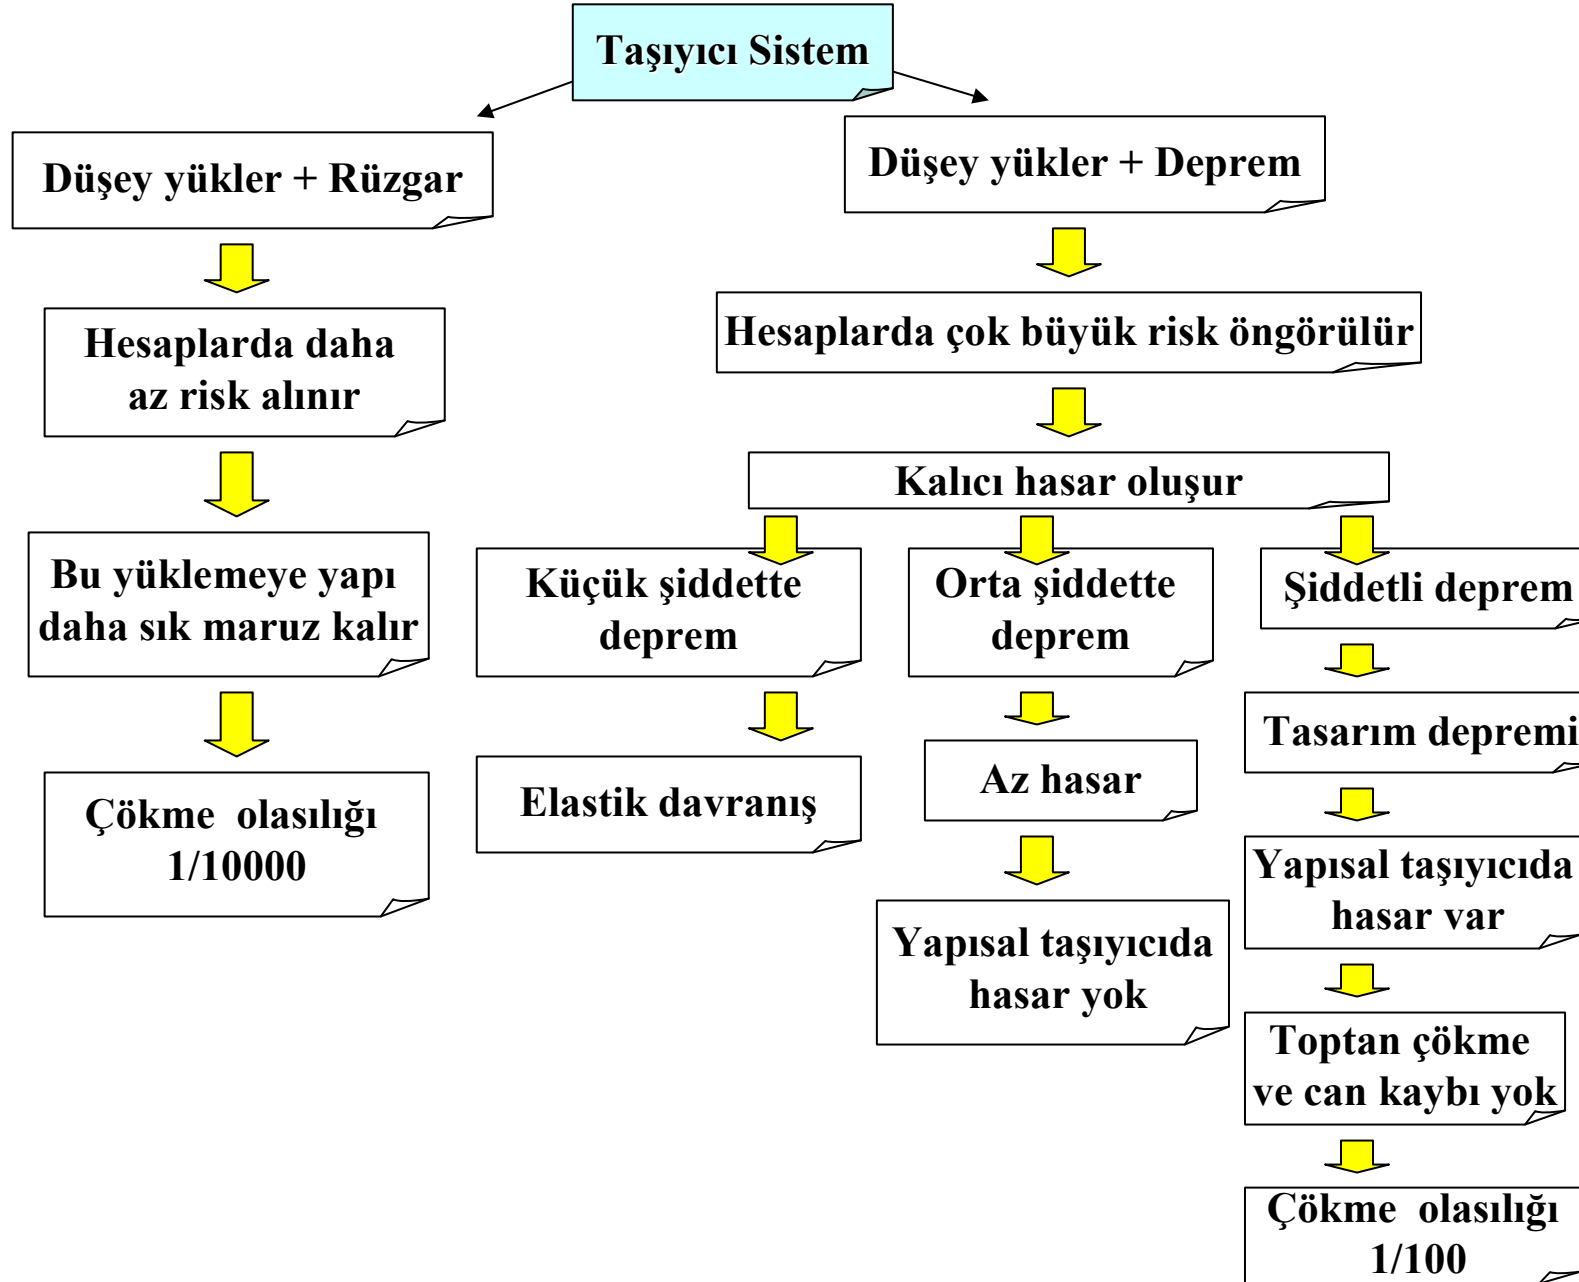 Taşıyıcı Sistem
Düşey yükler + Rüzgar
Düşey yükler + Deprem
Hesaplarda daha
az risk alınır
Hesaplarda çok büyük risk öngörülür
Kalıcı hasar oluşur
Bu yüklemeye yapı
daha sık maruz kalır
Küçük şiddette
deprem
Orta şiddette
deprem
Şiddetli deprem
Çökme olasılığı
1/10000
Elastik davranış
Az hasar
Yapısal taşıyıcıda
hasar yok
Tasarım depremi
Yapısal taşıyıcıda
hasar var
Toptan çökme
ve can kaybı yok
Çökme olasılığı
1/100